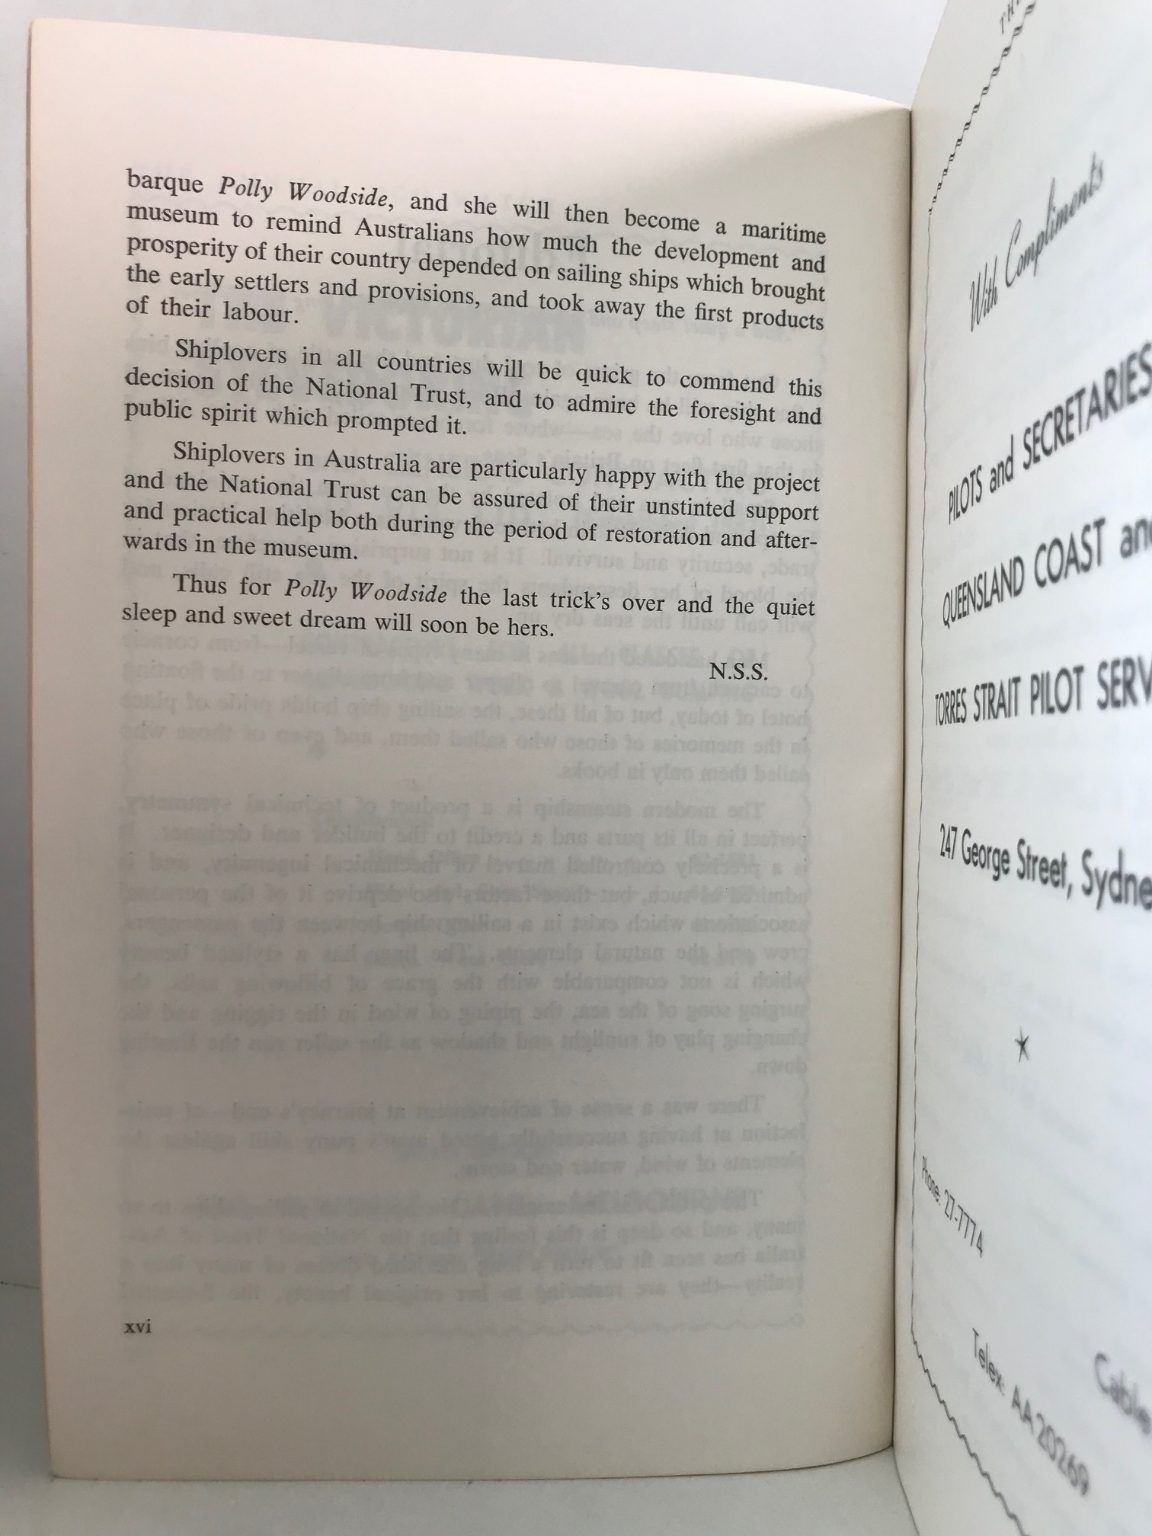 barque Polly Woodside, and she will then become a maritime
museum to remind Australians how much the development and
prosperity of their country depended on sailing ships which brought
the early settlers and provisions, and took away the first products
of their labour.
Shiplovers in all countries will be quick to commend this
decision of the National Trust, and to admire the foresight and
public spirit which prompted it.
Shiplovers in Australia are particularly happy with the project
and the National Trust can be assured of their unstinted support
and practical help both during the period of restoration and after-
wards in the museum.
Thus for Polly Woodside the last trick's over and the quiet
sleep and sweet dream will soon be hers.
N.S.S.
xvi
With Compliments
PILOTS and SECRETARIES
QUEENSLAND COAST and
TORRES STRAIT PILOT SERV
247 George Street, Sydne
Phone: 27-7774
Telex: AA 20269
Cable